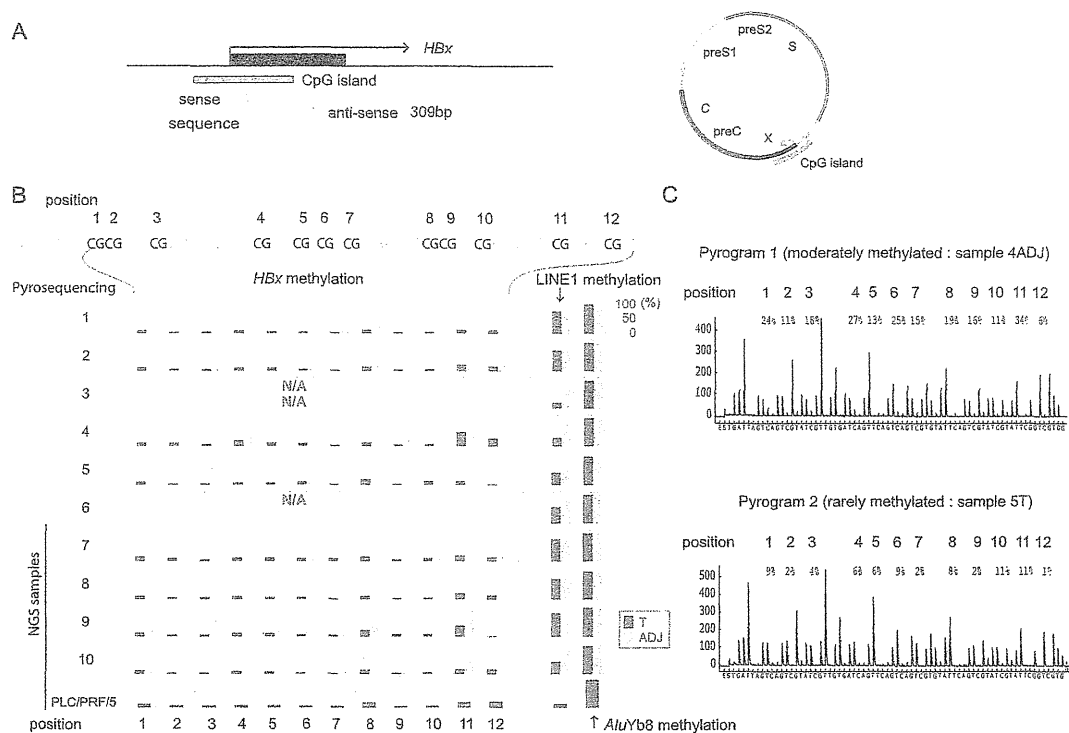 A
HBx
CpG island
sense
sequence
anti-sense 309bp
preS2
preS1
S
C
preC
X
CpG island
B
position
1 2 3 4 5 6 7 8 9 10 11 12
CGCG CG CG CG CG CG CGCG CG CG CG
Pyrosequencing
HBx methylation
LINE1 methylation
↓
100 (%)
50
0
1
2
N/A
3
N/A
4
5
N/A
6
NGS samples
7
8
9
10
PLC/PRF/5
T
ADJ
position 1 2 3 4 5 6 7 8 9 10 11 12
↑ AluYb8 methylation
C
Pyrogram 1 (moderately methylated : sample 4ADJ)
position 1 2 3 4 5 6 7 8 9 10 11 12
24% 11% 16% 27% 13% 25% 15% 19% 16% 11% 34% 6%
400
300
200
100
0
Pyrogram 2 (rarely methylated : sample 5T)
position 1 2 3 4 5 6 7 8 9 10 11 12
9% 2% 4% 6% 6% 9% 2% 8% 2% 11% 11% 1%
500
400
300
200
100
0